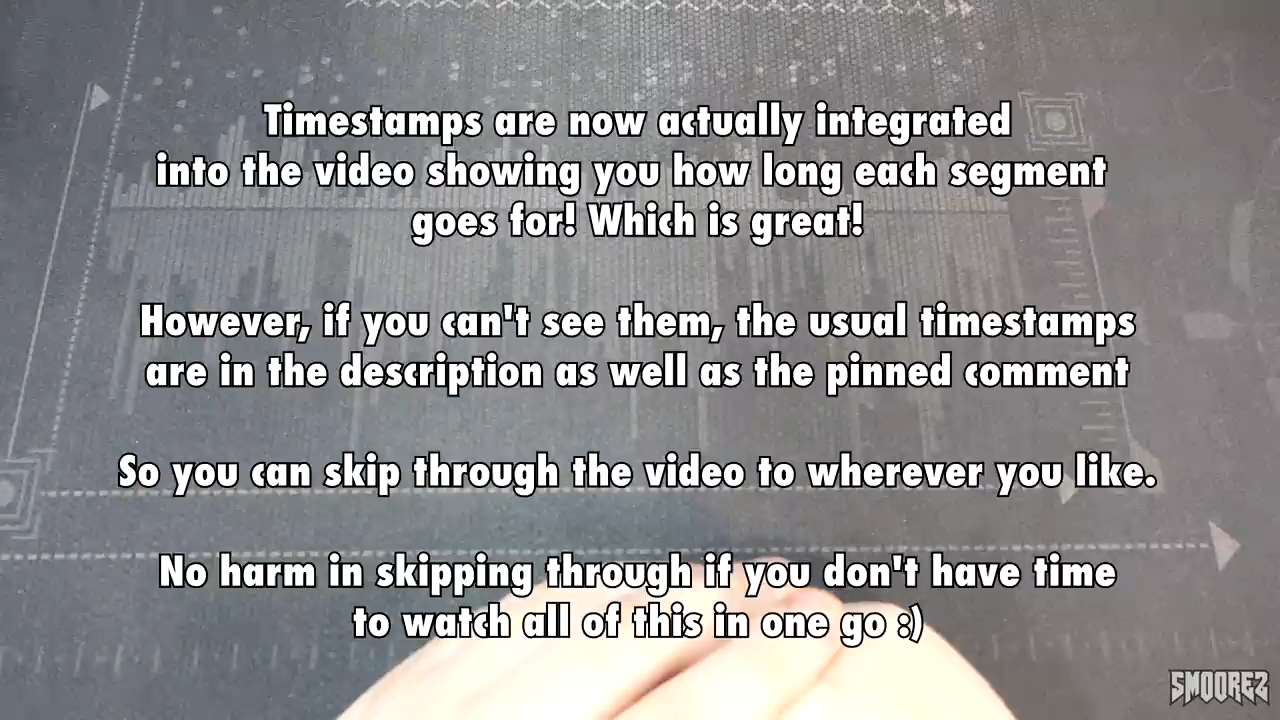 Timestamps are now actually integrated
into the video showing you how long each segment
goes for! Which is great!
However, if you can't see them, the usual timestamps
are in the description as well as the pinned comment
So you can skip through the video to wherever you like.
No harm in skipping through if you don't have time
to watch all of this in one go :)
SMOOREZ